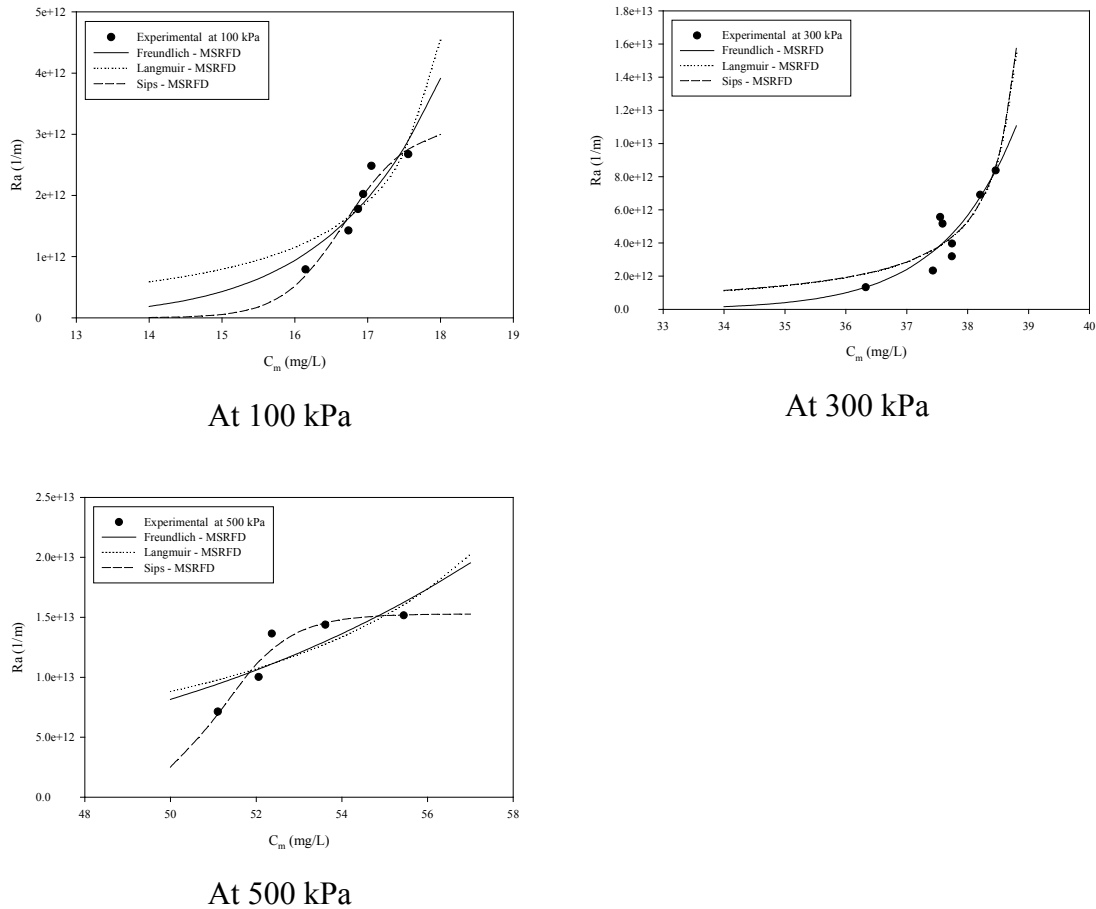 5e+12
4e+12
3e+12
2e+12
1e+12
0
Ra (1/m)
Experimental at 100 kPa
Freundlich - MSRFD
Langmuir - MSRFD
Sips - MSRFD
13 14 15 16 17 18 19
C_m (mg/L)
At 100 kPa
1.8e+13
1.6e+13
1.4e+13
1.2e+13
1.0e+13
8.0e+12
6.0e+12
4.0e+12
2.0e+12
0.0
Ra (1/m)
Experimental at 300 kPa
Freundlich - MSRFD
Langmuir - MSRFD
Sips - MSRFD
33 34 35 36 37 38 39 40
C_m (mg/L)
At 300 kPa
2.5e+13
2.0e+13
1.5e+13
1.0e+13
5.0e+12
0.0
Ra (1/m)
Experimental at 500 kPa
Freundlich - MSRFD
Langmuir - MSRFD
Sips - MSRFD
48 50 52 54 56 58
C_m (mg/L)
At 500 kPa